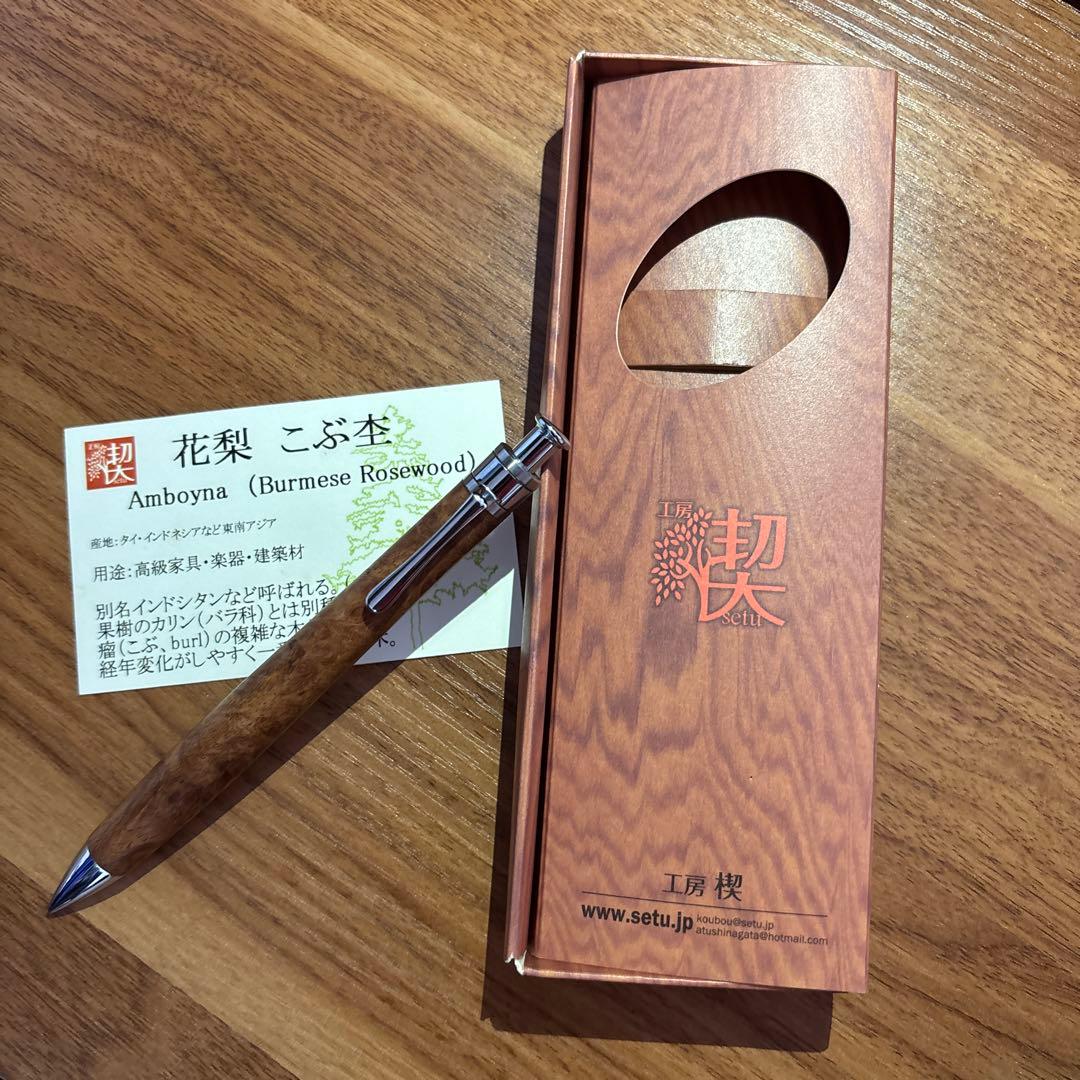 楔
setu
花梨 こぶ杢
Amboyna (Burmese Rosewood)
産地：タイ・インドネシアなど東南アジア
用途：高級家具・楽器・建築材
別名インドシタンなど呼ばれる。
果樹のカリン（バラ科）とは別
瘤（こぶ、burl）の複雑な
経年変化がしやすく
工房
楔
setu
工房 楔
www.setu.jp
koubou@setu.jp
atushinagata@hotmail.com